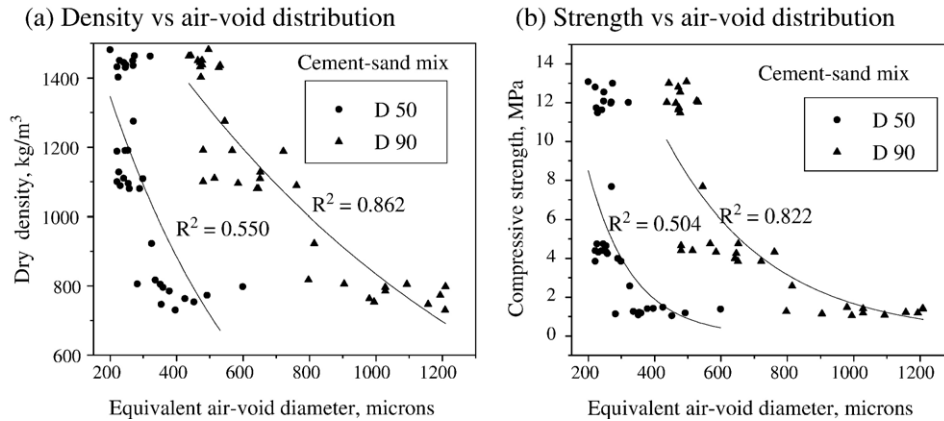 (a) Density vs air-void distribution
Dry density, kg/m³
1400
1200
1000
800
600
200 400 600 800 1000 1200
Equivalent air-void diameter, microns
Cement-sand mix
D 50
D 90
R² = 0.550
R² = 0.862
(b) Strength vs air-void distribution
Compressive strength, MPa
14
12
10
8
6
4
2
0
200 400 600 800 1000 1200
Equivalent air-void diameter, microns
Cement-sand mix
D 50
D 90
R² = 0.504
R² = 0.822